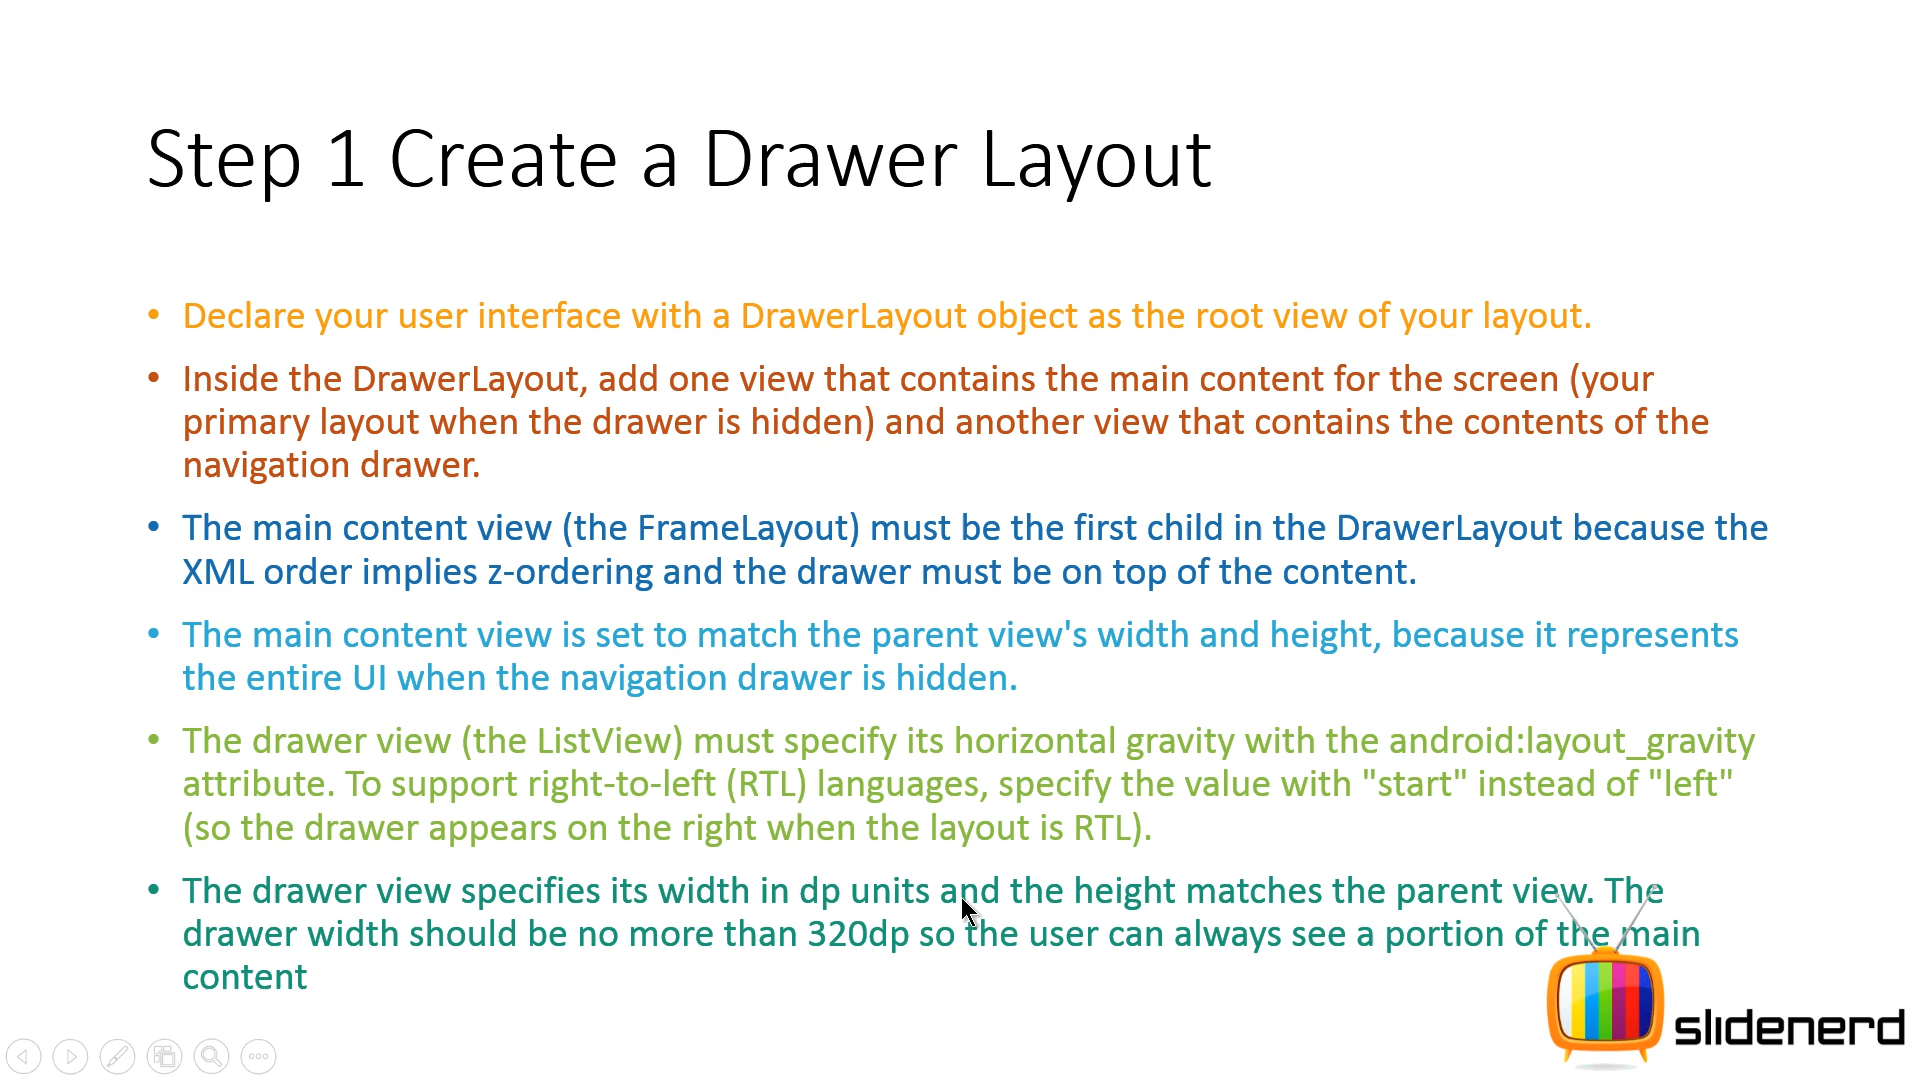 Step 1 Create a Drawer Layout
• Declare your user interface with a DrawerLayout object as the root view of your layout.
• Inside the DrawerLayout, add one view that contains the main content for the screen (your
primary layout when the drawer is hidden) and another view that contains the contents of the
navigation drawer.
• The main content view (the FrameLayout) must be the first child in the DrawerLayout because the
XML order implies z-ordering and the drawer must be on top of the content.
• The main content view is set to match the parent view's width and height, because it represents
the entire UI when the navigation drawer is hidden.
• The drawer view (the ListView) must specify its horizontal gravity with the android:layout_gravity
attribute. To support right-to-left (RTL) languages, specify the value with "start" instead of "left"
(so the drawer appears on the right when the layout is RTL).
• The drawer view specifies its width in dp units and the height matches the parent view. The
drawer width should be no more than 320dp so the user can always see a portion of the main
content
slidenerd